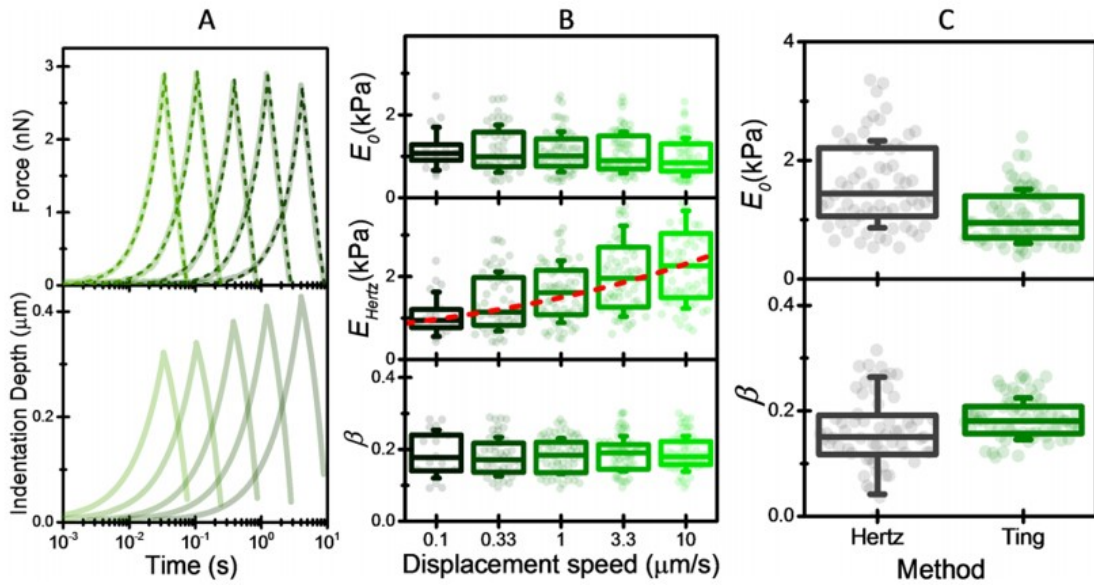 A
B
C
Force (nN)
3
2
1
0
Indentation Depth (μm)
0.4
0.2
0.0
10⁻³ 10⁻² 10⁻¹ 10⁰ 10¹
Time (s)
E₀(kPa)
2
0
E_Hertz(kPa)
2
0
β
0.4
0.2
0.0
0.1 0.33 1 3.3 10
Displacement speed (μm/s)
E₀(kPa)
4
2
0
β
0.4
0.2
0.0
Hertz Ting
Method